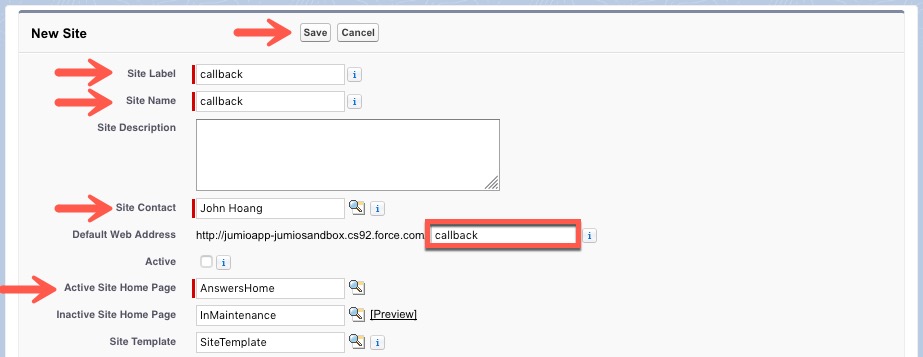 New Site Save Cancel
Site Label callback i
Site Name callback i
Site Description
Site Contact John Hoang i
Default Web Address http://jumioapp-jumiosandbox.cs92.force.com/ callback i
Active i
Active Site Home Page AnswersHome
Inactive Site Home Page InMaintenance [Preview]
Site Template SiteTemplate i